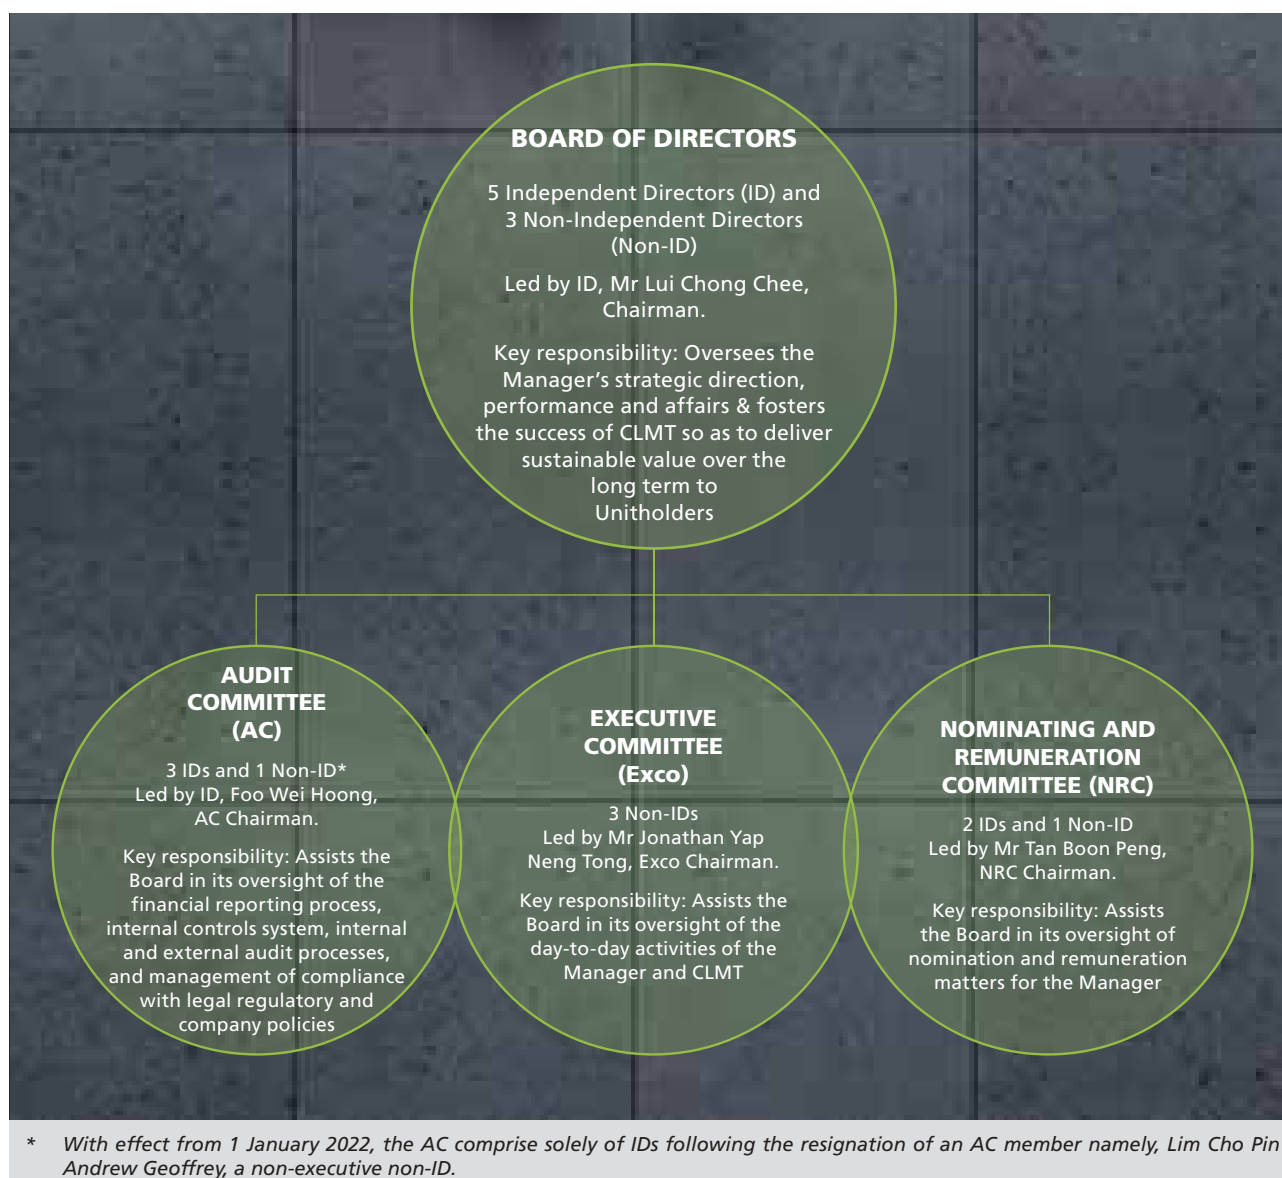 BOARD OF DIRECTORS
5 Independent Directors (ID) and
3 Non-Independent Directors
(Non-ID)
Led by ID, Mr Lui Chong Chee,
Chairman.
Key responsibility: Oversees the
Manager’s strategic direction,
performance and affairs & fosters
the success of CLMT so as to deliver
sustainable value over the
long term to
Unitholders
AUDIT
COMMITTEE
(AC)
3 IDs and 1 Non-ID*
Led by ID, Foo Wei Hoong,
AC Chairman.
Key responsibility: Assists the
Board in its oversight of the
financial reporting process,
internal controls system, internal
and external audit processes,
and management of compliance
with legal regulatory and
company policies
EXECUTIVE
COMMITTEE
(Exco)
3 Non-IDs
Led by Mr Jonathan Yap
Neng Tong, Exco Chairman.
Key responsibility: Assists the
Board in its oversight of the
day-to-day activities of the
Manager and CLMT
NOMINATING AND
REMUNERATION
COMMITTEE (NRC)
2 IDs and 1 Non-ID
Led by Mr Tan Boon Peng,
NRC Chairman.
Key responsibility: Assists
the Board in its oversight of
nomination and remuneration
matters for the Manager
* With effect from 1 January 2022, the AC comprise solely of IDs following the resignation of an AC member namely, Lim Cho Pin
Andrew Geoffrey, a non-executive non-ID.